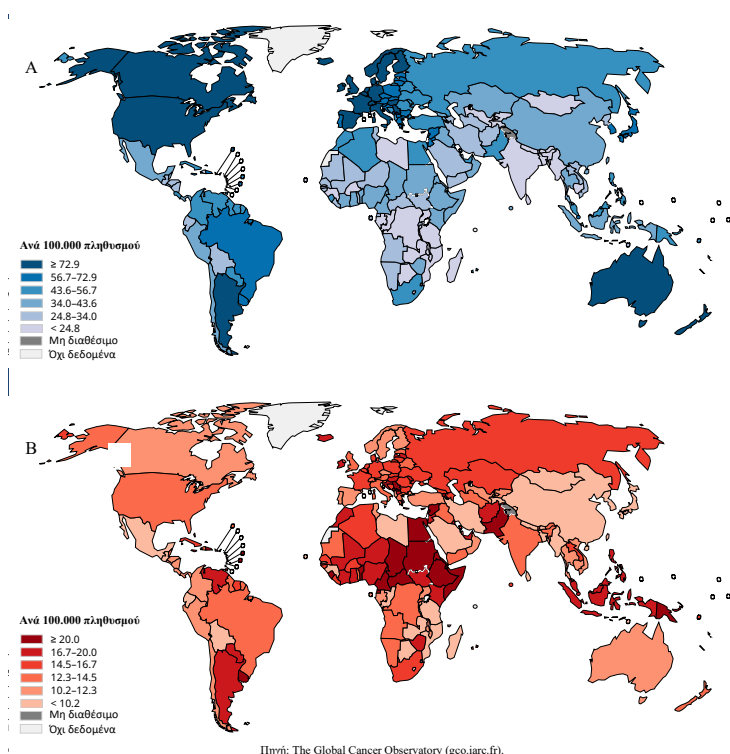 A
Ανά 100.000 πληθυσμού
≥ 72.9
56.7–72.9
43.6–56.7
34.0–43.6
24.8–34.0
< 24.8
Μη διαθέσιμο
Όχι δεδομένα
B
Ανά 100.000 πληθυσμού
≥ 20.0
16.7–20.0
14.5–16.7
12.3–14.5
10.2–12.3
< 10.2
Μη διαθέσιμο
Όχι δεδομένα
Πηγή: The Global Cancer Observatory (gco.iarc.fr).